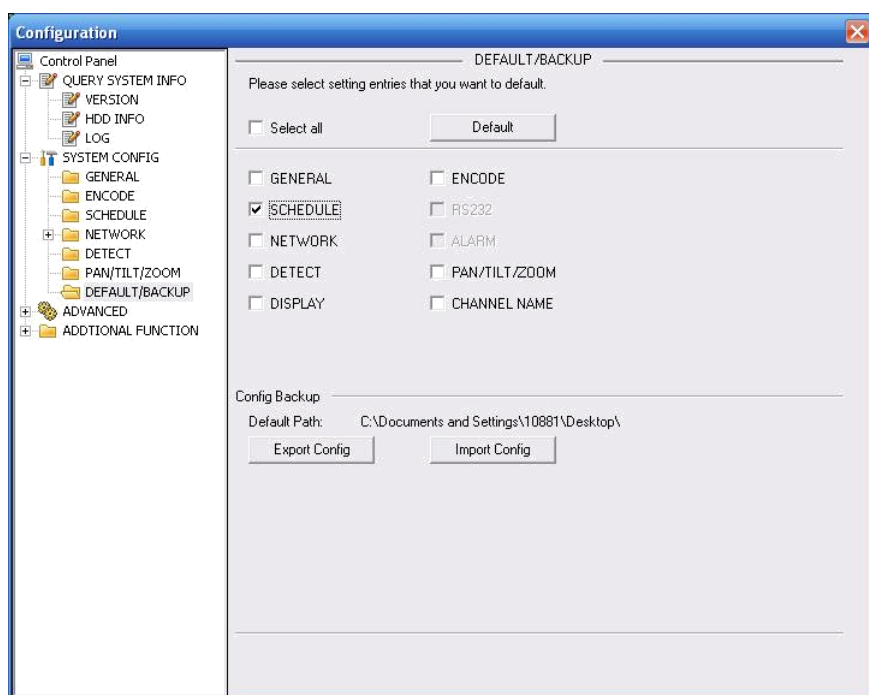 Configuration
Control Panel
QUERY SYSTEM INFO
VERSION
HDD INFO
LOG
SYSTEM CONFIG
GENERAL
ENCODE
SCHEDULE
NETWORK
DETECT
PAN/TILT/ZOOM
DEFAULT/BACKUP
ADVANCED
ADDTIONAL FUNCTION
DEFAULT/BACKUP
Please select setting entries that you want to default.
Select all
Default
GENERAL
ENCODE
SCHEDULE
RS232
NETWORK
ALARM
DETECT
PAN/TILT/ZOOM
DISPLAY
CHANNEL NAME
Config Backup
Default Path: C:\Documents and Settings\10881\Desktop\
Export Config
Import Config